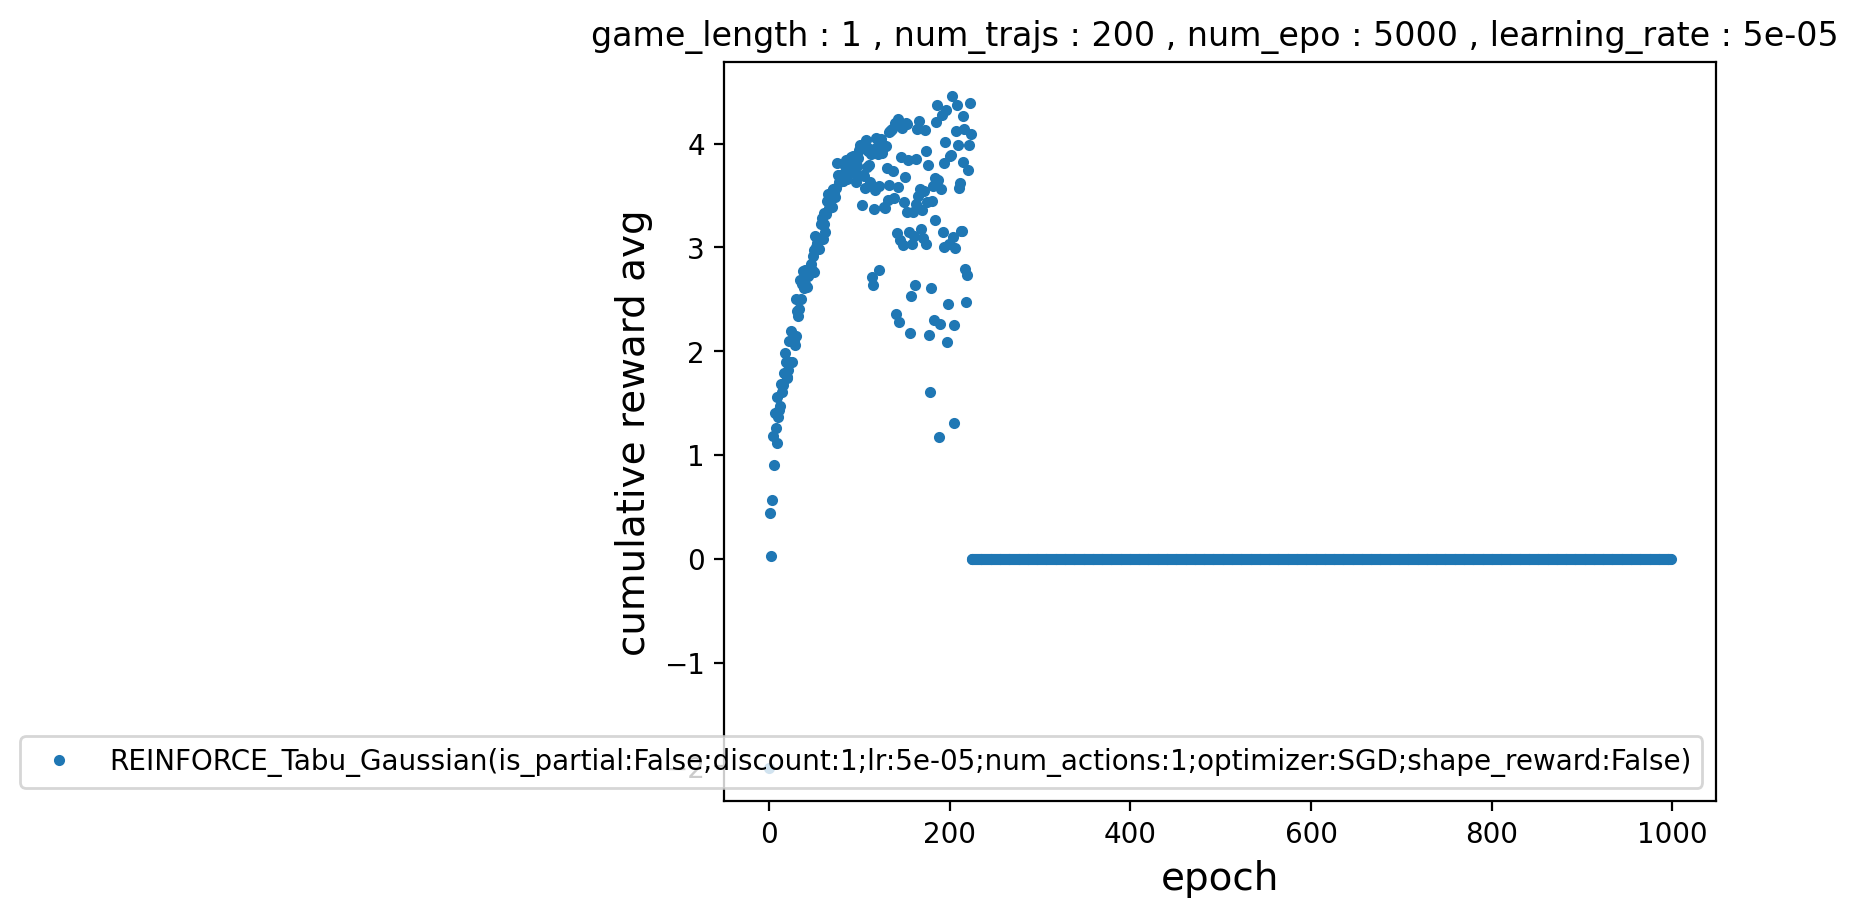 game_length : 1 , num_trajs : 200 , num_epo : 5000 , learning_rate : 5e-05
cumulative reward avg
4
3
2
1
0
−1
−2
REINFORCE_Tabu_Gaussian(is_partial:False;discount:1;lr:5e-05;num_actions:1;optimizer:SGD;shape_reward:False)
0 200 400 600 800 1000
epoch